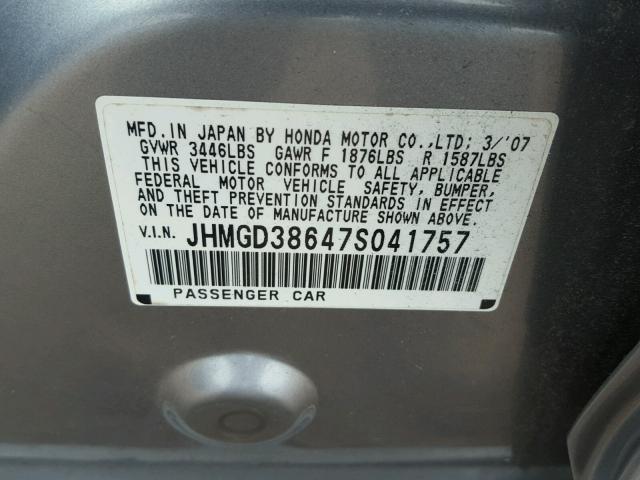 MFD. IN JAPAN BY HONDA MOTOR CO.,LTD; 3/'07
GVWR 3446LBS GAWR F 1876LBS R 1587LBS
THIS VEHICLE CONFORMS TO ALL APPLICABLE
FEDERAL MOTOR VEHICLE SAFETY, BUMPER,
AND THEFT PREVENTION STANDARDS IN EFFECT
ON THE DATE OF MANUFACTURE SHOWN ABOVE.
V.I.N. JHMGD38647S041757
PASSENGER CAR